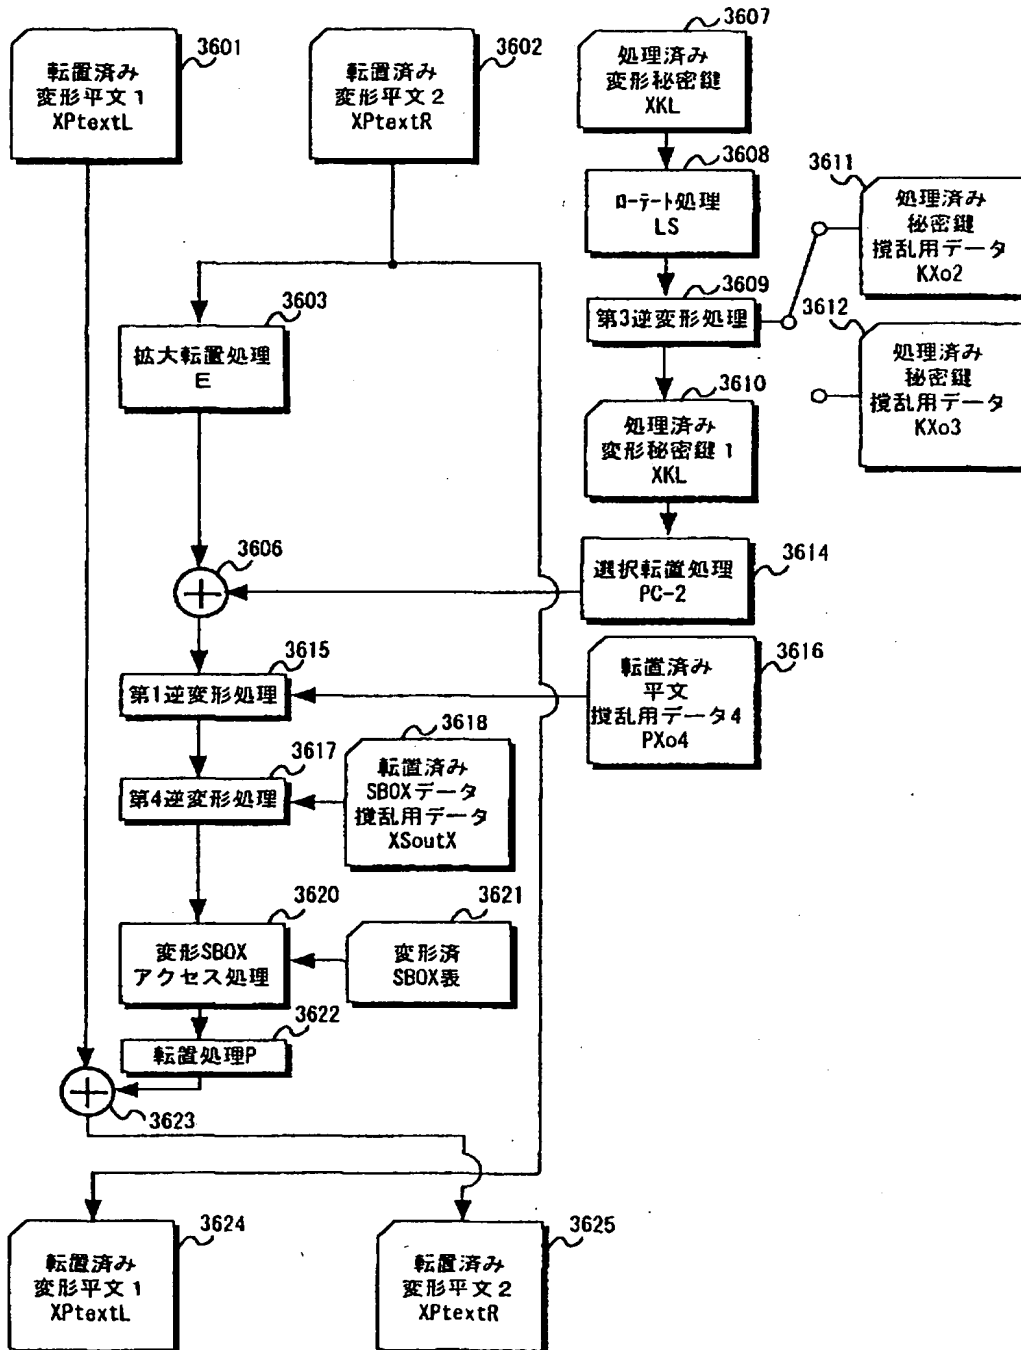 3601
転置済み
変形平文1
XPtextL
3602
転置済み
変形平文2
XPtextR
3607
処理済み
変形秘密鍵
XKL
3608
ローテート処理
LS
3609
第3逆変形処理
3611
処理済み
秘密鍵
撹乱用データ
KXo2
3612
処理済み
秘密鍵
撹乱用データ
KXo3
3603
拡大転置処理
E
3610
処理済み
変形秘密鍵1
XKL
3606
3614
選択転置処理
PC-2
3615
第1逆変形処理
3616
転置済み
平文
撹乱用データ4
PXo4
3617
第4逆変形処理
3618
転置済み
SBOXデータ
撹乱用データ
XSoutX
3620
変形SBOX
アクセス処理
3621
変形済
SBOX表
3622
転置処理P
3623
3624
転置済み
変形平文1
XPtextL
3625
転置済み
変形平文2
XPtextR